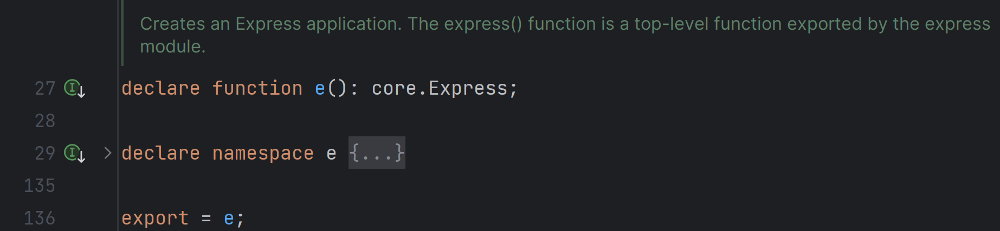 Creates an Express application. The express() function is a top-level function exported by the express
module.
27 declare function e(): core.Express;
28
29 declare namespace e {...}
135
136 export = e;